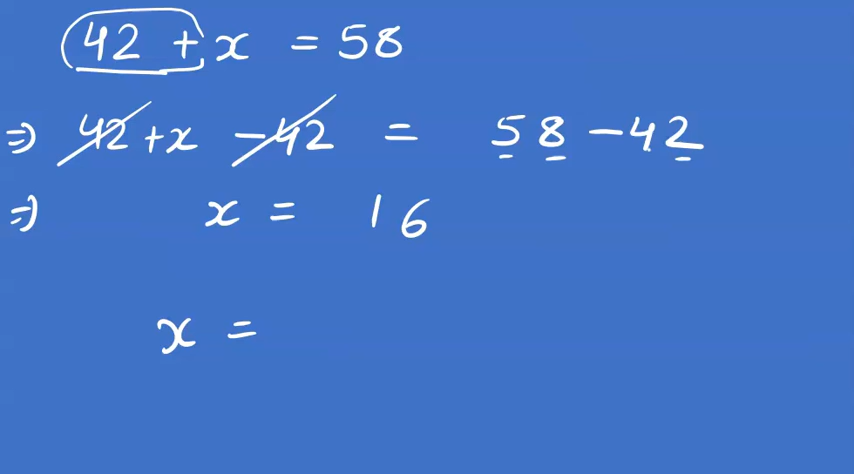 42 + x = 58
⇒ 42 + x - 42 = 58 - 42
⇒ x = 16
x =